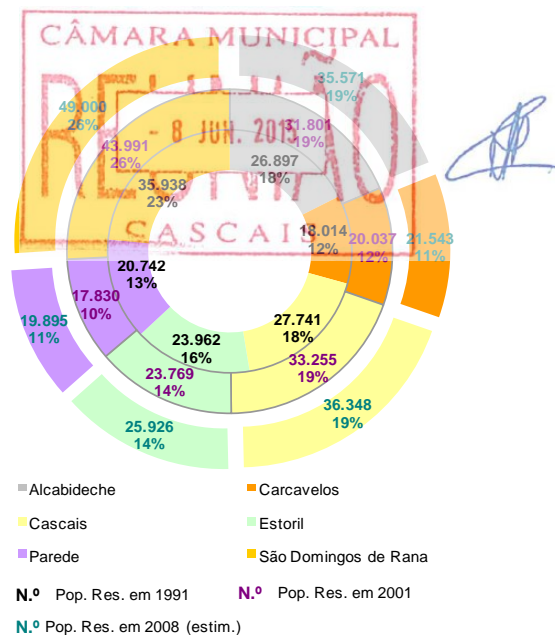 CÂMARA MUNICIPAL
REUNIÃO
- 8 JUN. 2015
CASCAIS
35.571
19%
49.000
26%
31.801
19%
43.991
26%
26.897
18%
35.938
23%
18.014
12%
20.037
12%
21.543
11%
20.742
13%
17.830
10%
19.895
11%
27.741
18%
23.962
16%
33.255
19%
23.769
14%
36.348
19%
25.926
14%
Alcabideche
Carcavelos
Cascais
Estoril
Parede
São Domingos de Rana
N.º Pop. Res. em 1991
N.º Pop. Res. em 2001
N.º Pop. Res. em 2008 (estim.)